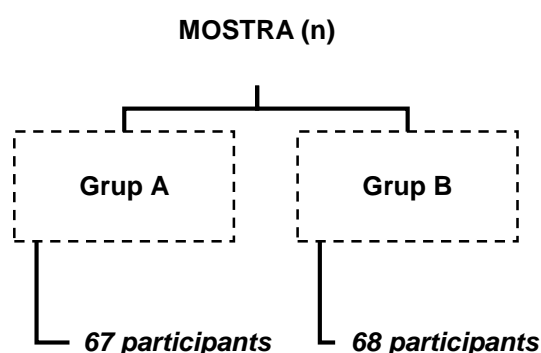 MOSTRA (n)
Grup A
Grup B
67 participants
68 participants